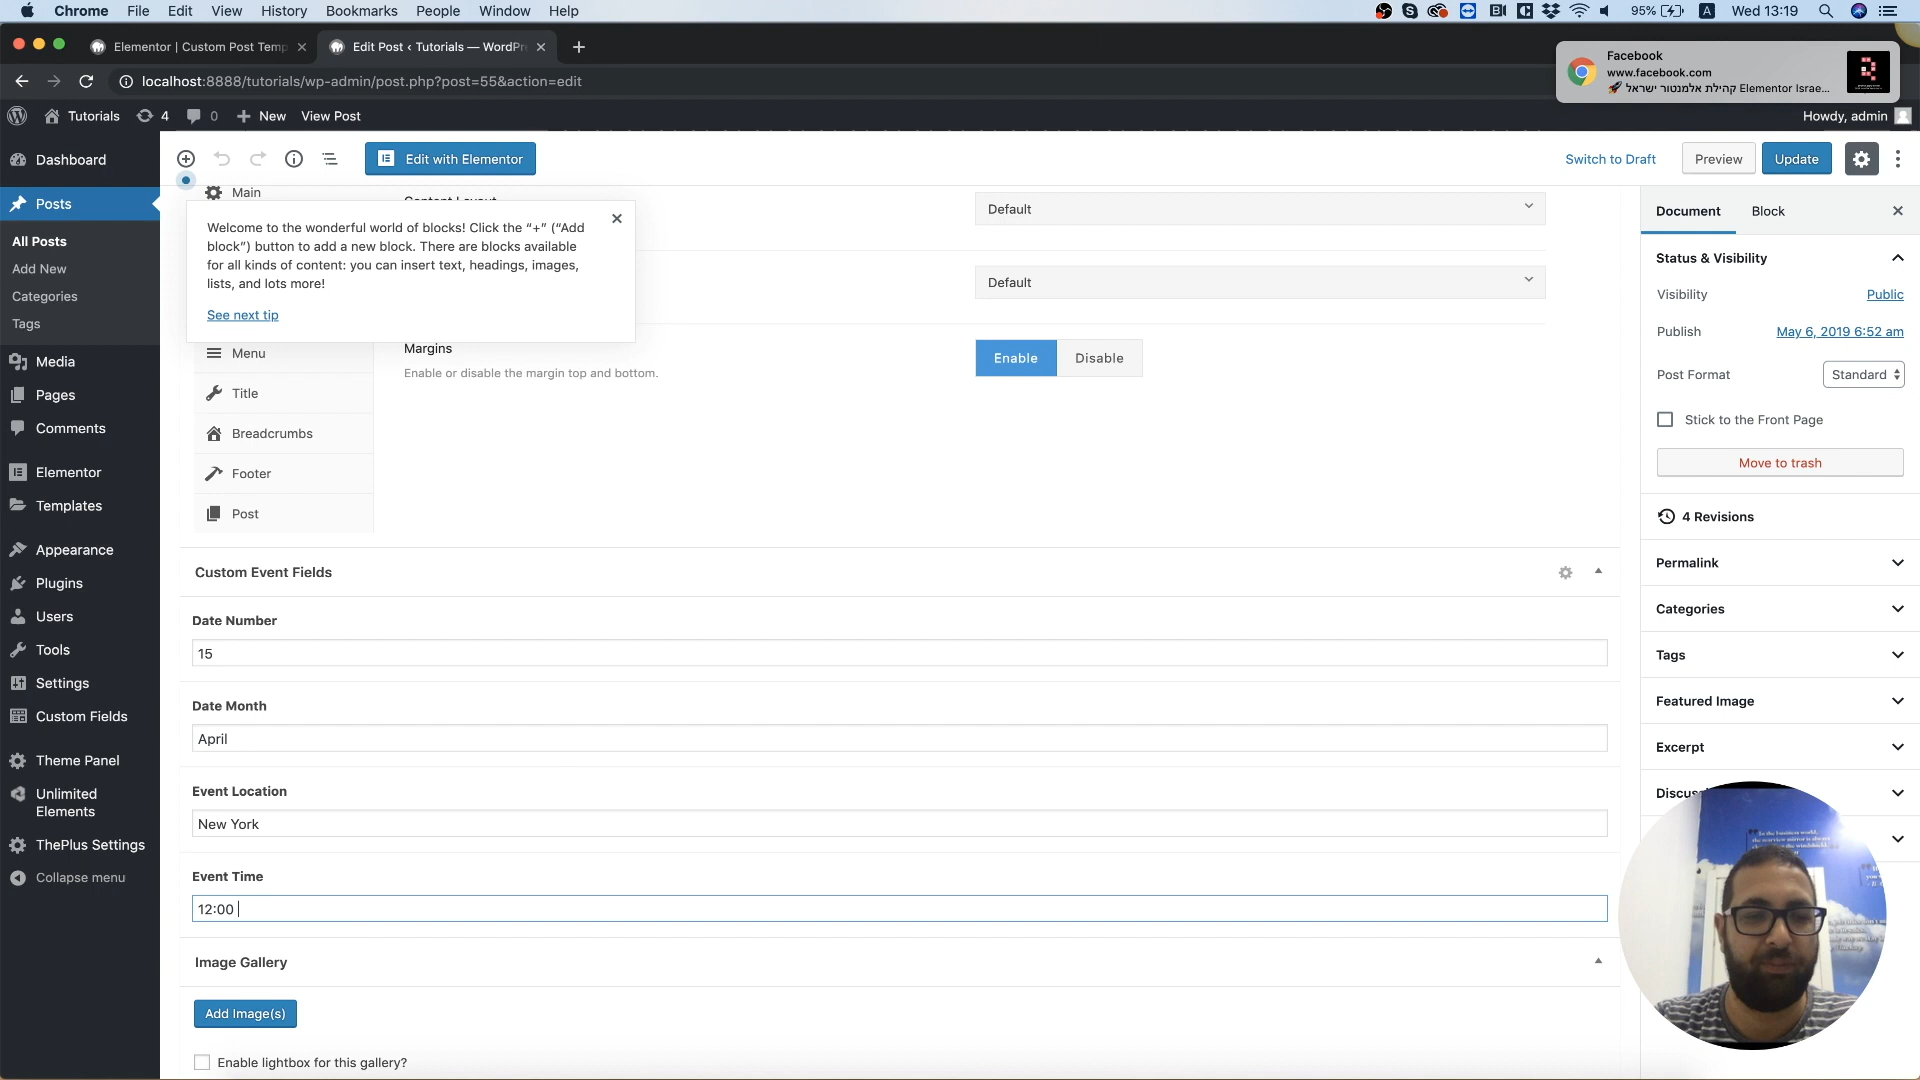 Chrome File Edit View History Bookmarks People Window Help
95% A Wed 13:19
Elementor | Custom Post Temp
Edit Post ‹ Tutorials — WordPr
localhost:8888/tutorials/wp-admin/post.php?post=55&action=edit
Facebook
www.facebook.com
🚀 קהילת אלמנטור ישראל Elementor Israe...
Tutorials 4 0 New View Post
Howdy, admin
Dashboard
Posts
All Posts
Add New
Categories
Tags
Media
Pages
Comments
Elementor
Templates
Appearance
Plugins
Users
Tools
Settings
Custom Fields
Theme Panel
Unlimited
Elements
ThePlus Settings
Collapse menu
Edit with Elementor
Switch to Draft
Preview
Update
Main
Content Layout
Default
Welcome to the wonderful world of blocks! Click the “+” (“Add
block”) button to add a new block. There are blocks available
for all kinds of content: you can insert text, headings, images,
lists, and lots more!
See next tip
Default
Menu
Title
Breadcrumbs
Footer
Post
Margins
Enable or disable the margin top and bottom.
Enable Disable
Custom Event Fields
Date Number
15
Date Month
April
Event Location
New York
Event Time
12:00
Image Gallery
Add Image(s)
Enable lightbox for this gallery?
Document Block
Status & Visibility
Visibility Public
Publish May 6, 2019 6:52 am
Post Format Standard
Stick to the Front Page
Move to trash
4 Revisions
Permalink
Categories
Tags
Featured Image
Excerpt
Discus